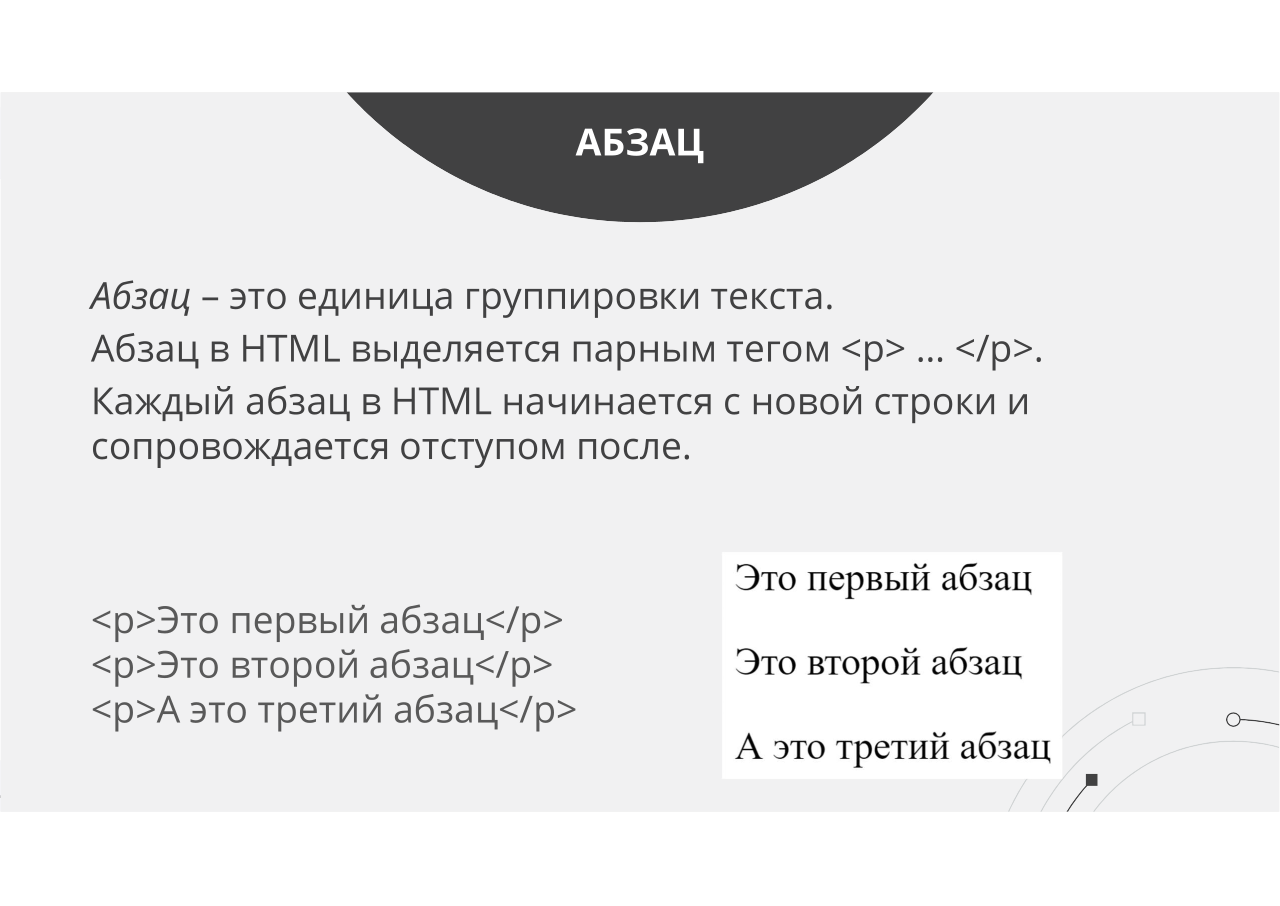 АБЗАЦ
Абзац – это единица группировки текста.
Абзац в HTML выделяется парным тегом <p> ... </p>.
Каждый абзац в HTML начинается с новой строки и
сопровождается отступом после.
<p>Это первый абзац</p>
<p>Это второй абзац</p>
<p>А это третий абзац</p>
Это первый абзац
Это второй абзац
А это третий абзац